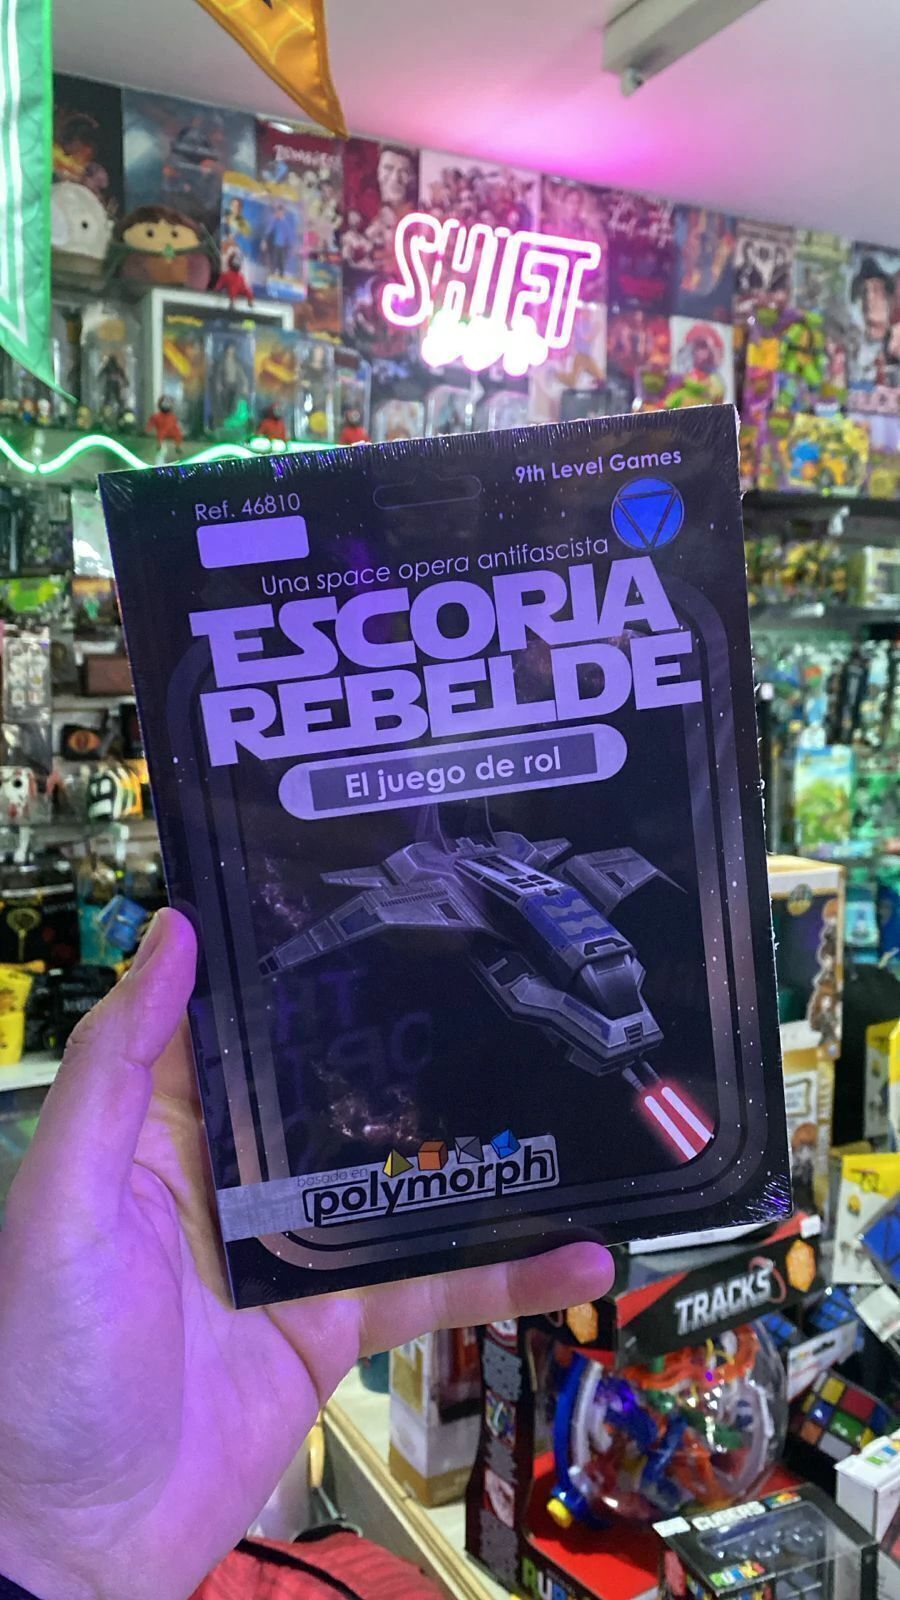 SHIFT
9th Level Games
Ref. 46810
Una space opera antifascista
ESCORIA
REBELDE
El juego de rol
basado en
polymorph
TRACKS